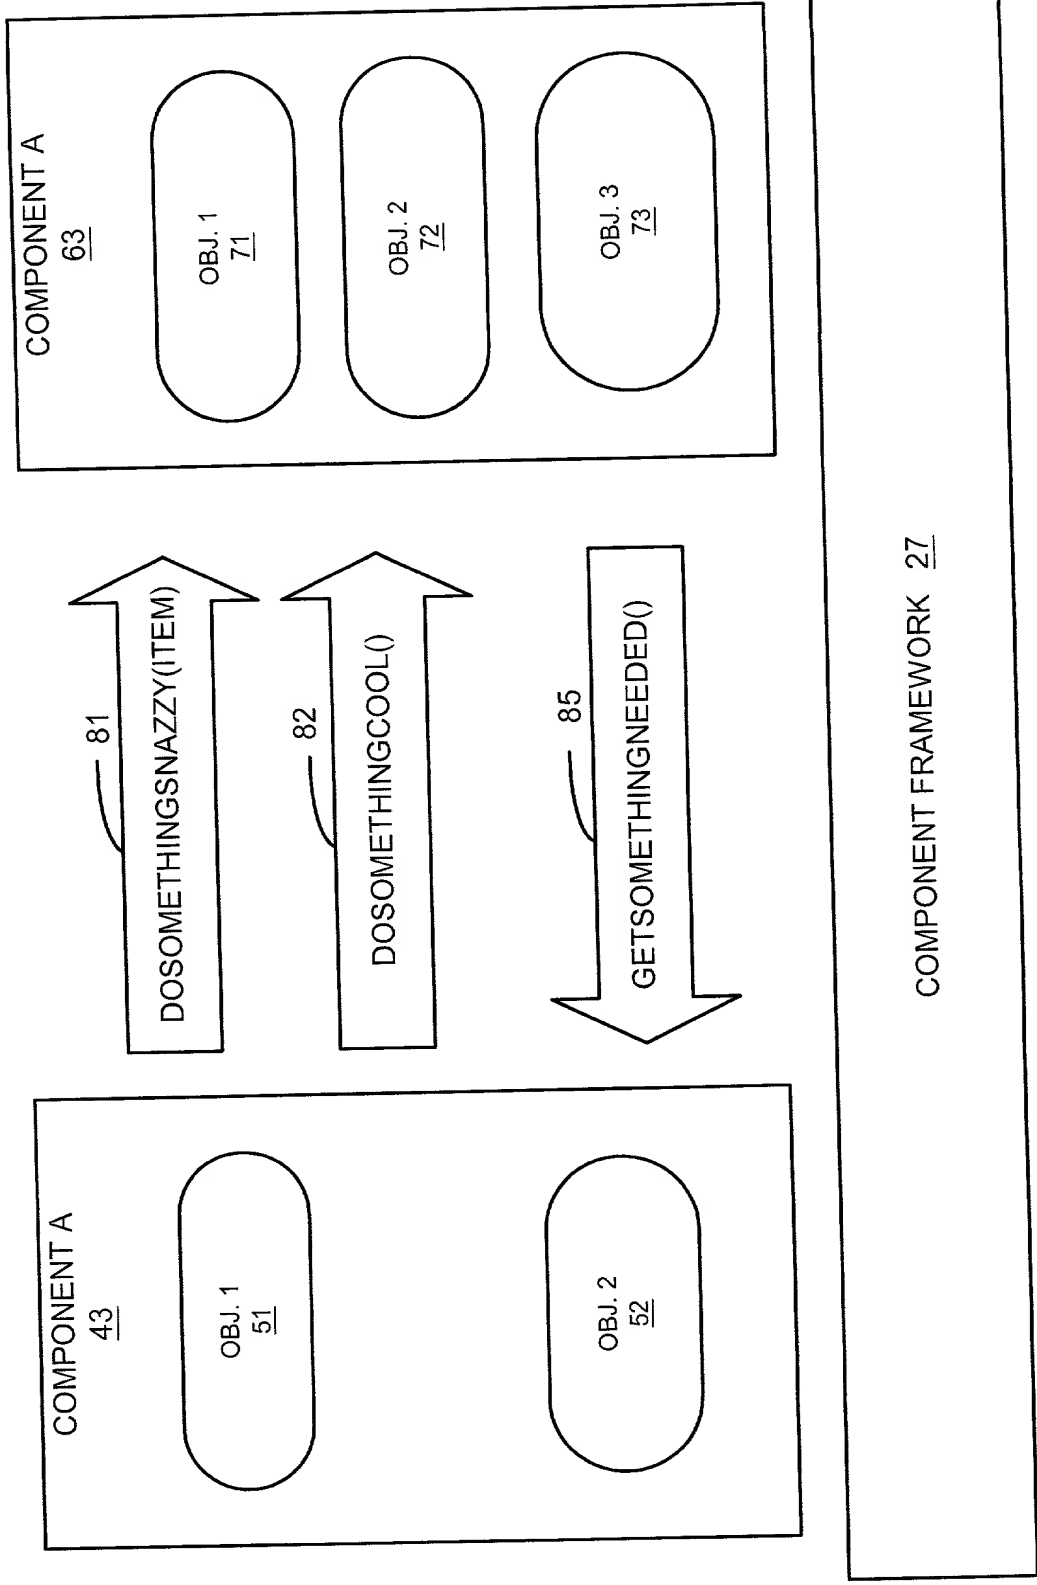 COMPONENT A
43
OBJ. 1
51
OBJ. 2
52
81
DOSOMETHINGSNAZZY(ITEM)
82
DOSOMETHINGCOOL()
85
GETSOMETHINGNEEDED()
COMPONENT A
63
OBJ. 1
71
OBJ. 2
72
OBJ. 3
73
COMPONENT FRAMEWORK 27